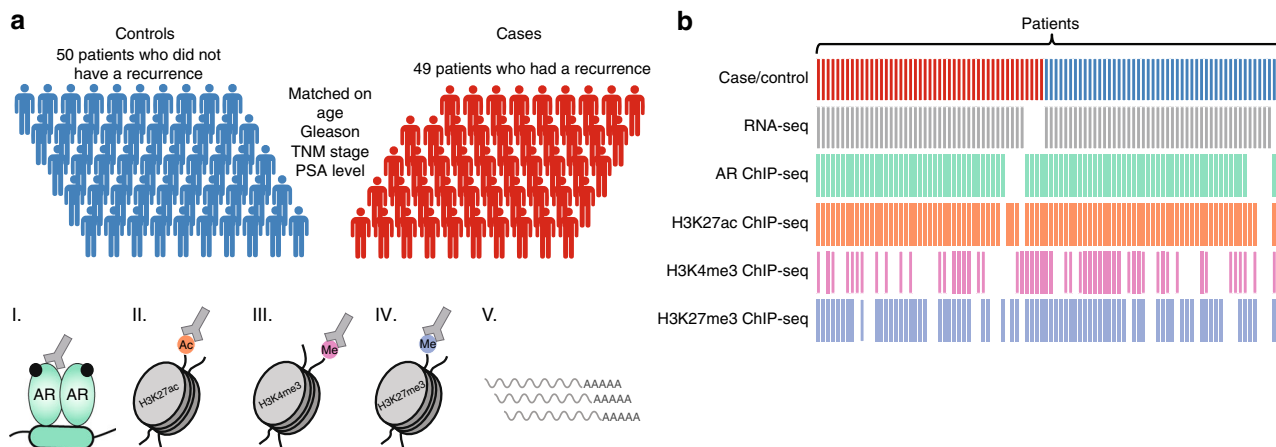 a
Controls
50 patients who did not
have a recurrence
Matched on
age
Gleason
TNM stage
PSA level
Cases
49 patients who had a recurrence
I.
II.
III.
IV.
V.
AR
AR
Ac
H3K27ac
Me
H3K4me3
Me
H3K27me3
AAAAA
AAAAA
AAAAA
b
Patients
Case/control
RNA-seq
AR ChIP-seq
H3K27ac ChIP-seq
H3K4me3 ChIP-seq
H3K27me3 ChIP-seq